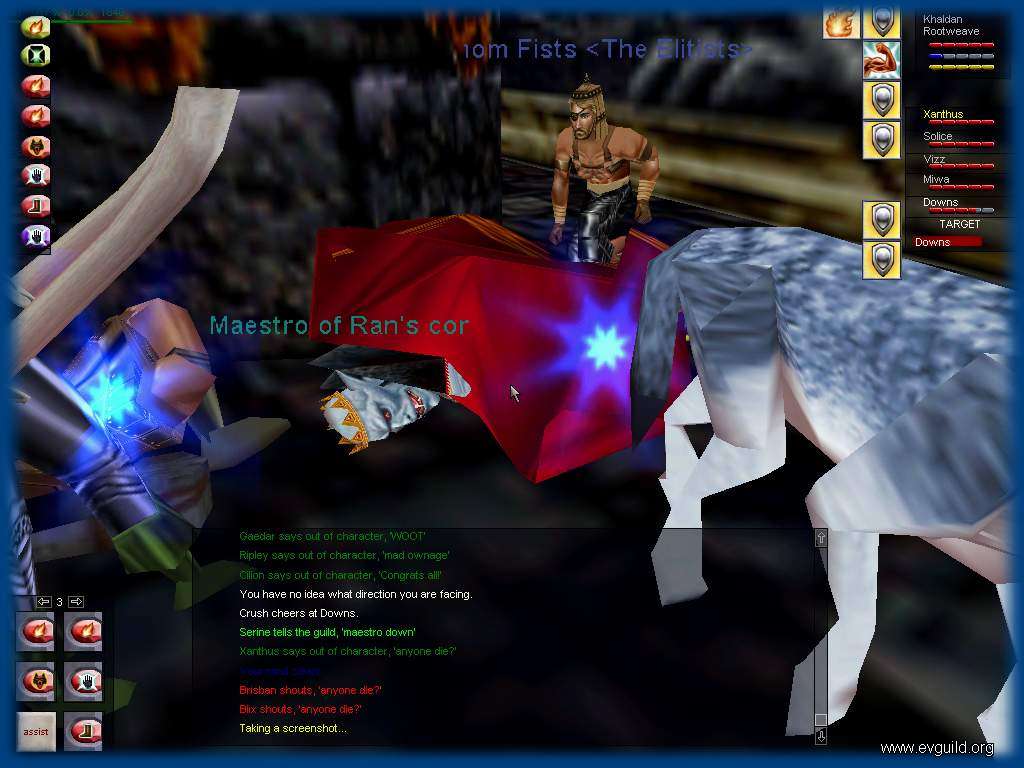 nom Fists <The Elitists>
Khaldan
Rootweave
Xanthus
Solice
Vizz
Miwa
Downs
TARGET
Downs
Maestro of Ran's cor
Gaedar says out of character, 'WOOT'
Ripley says out of character, 'mad ownage'
Cilion says out of character, 'Congrats all!'
You have no idea what direction you are facing.
Crush cheers at Downs.
Serine tells the guild, 'maestro down'
Xanthus says out of character, 'anyone die?'
Brisban shouts, 'anyone die?'
Blix shouts, 'anyone die?'
Taking a screenshot...
3
assist
www.evguild.org